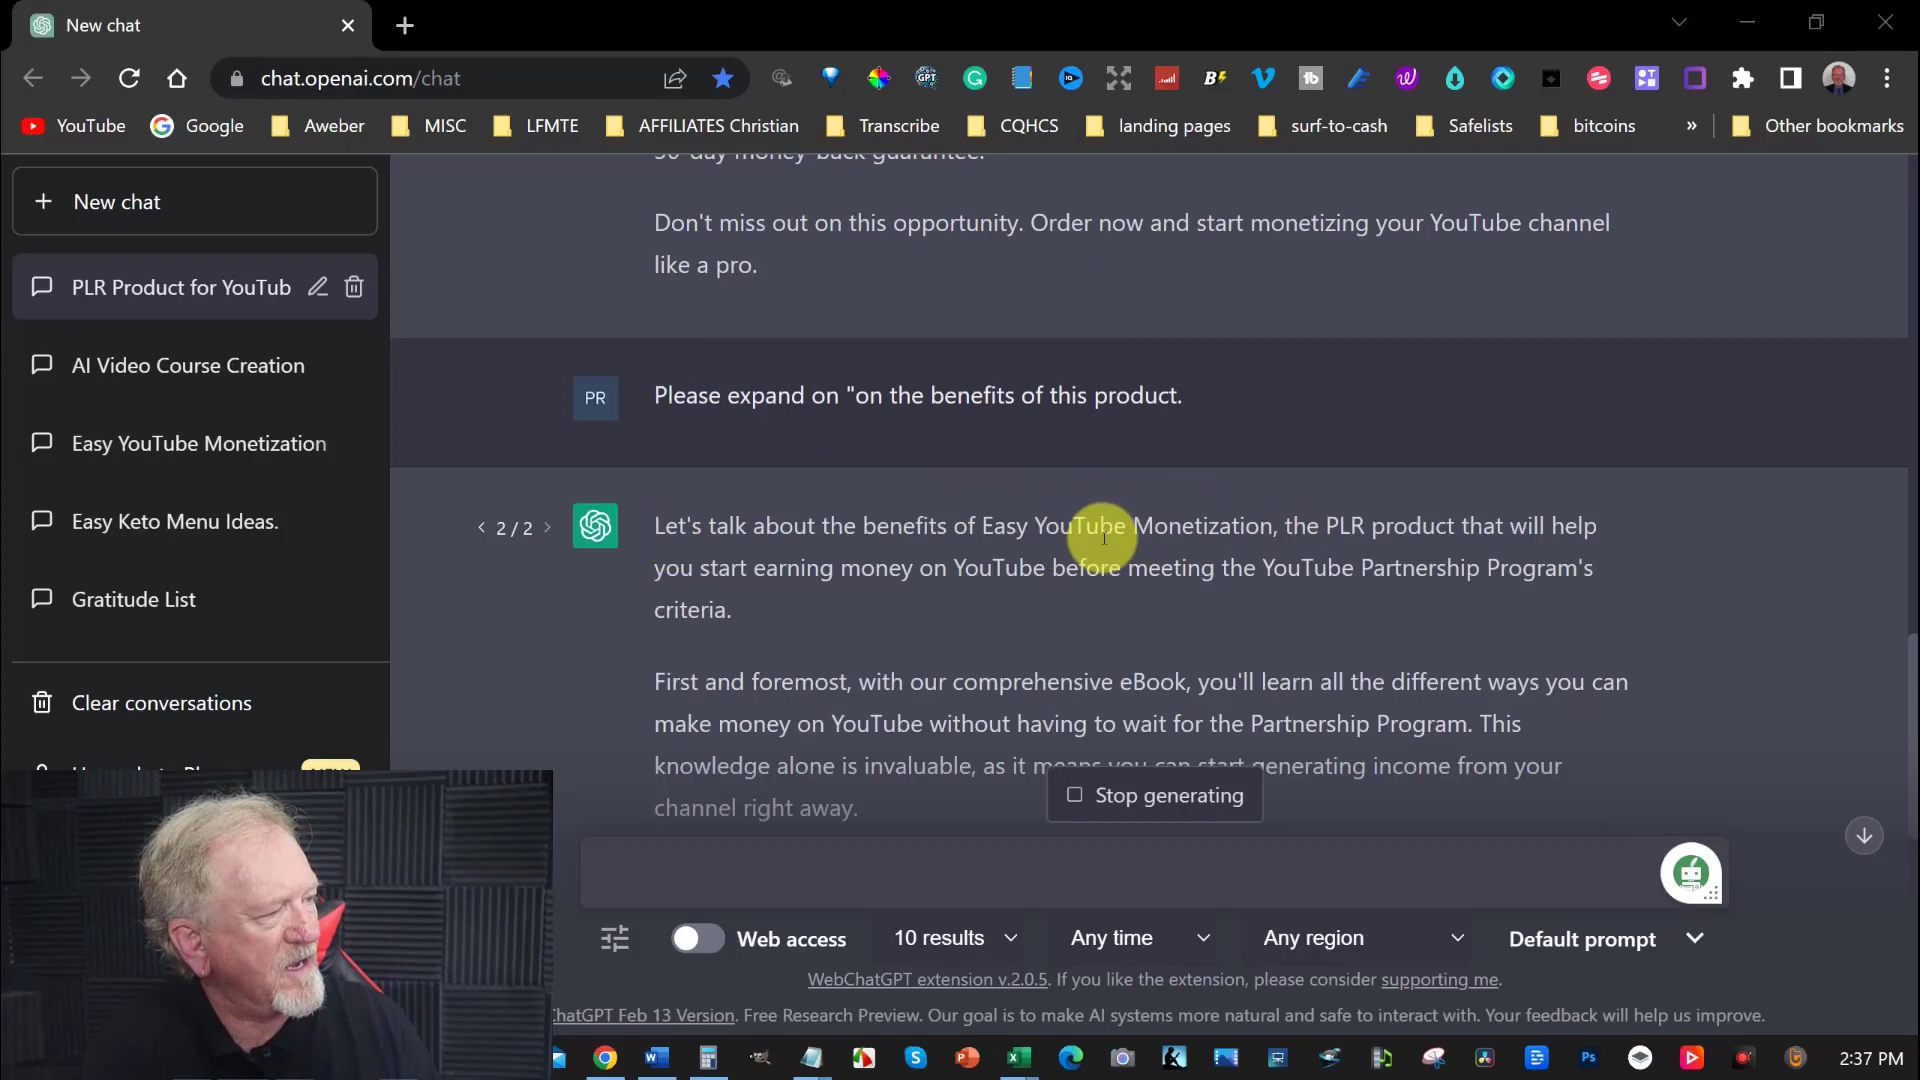 New chat
chat.openai.com/chat
YouTube Google Aweber MISC LFMTE AFFILIATES Christian Transcribe CQHCS landing pages surf-to-cash Safelists bitcoins » Other bookmarks
New chat
PLR Product for YouTub
AI Video Course Creation
Easy YouTube Monetization
Easy Keto Menu Ideas.
Gratitude List
Clear conversations
30-day money-back guarantee.
Don't miss out on this opportunity. Order now and start monetizing your YouTube channel
like a pro.
PR
Please expand on "on the benefits of this product.
2 / 2
Let's talk about the benefits of Easy YouTube Monetization, the PLR product that will help
you start earning money on YouTube before meeting the YouTube Partnership Program's
criteria.
First and foremost, with our comprehensive eBook, you'll learn all the different ways you can
make money on YouTube without having to wait for the Partnership Program. This
knowledge alone is invaluable, as it means you can start generating income from your
channel right away.
Stop generating
Web access 10 results Any time Any region Default prompt
WebChatGPT extension v.2.0.5. If you like the extension, please consider supporting me.
ChatGPT Feb 13 Version. Free Research Preview. Our goal is to make AI systems more natural and safe to interact with. Your feedback will help us improve.
2:37 PM